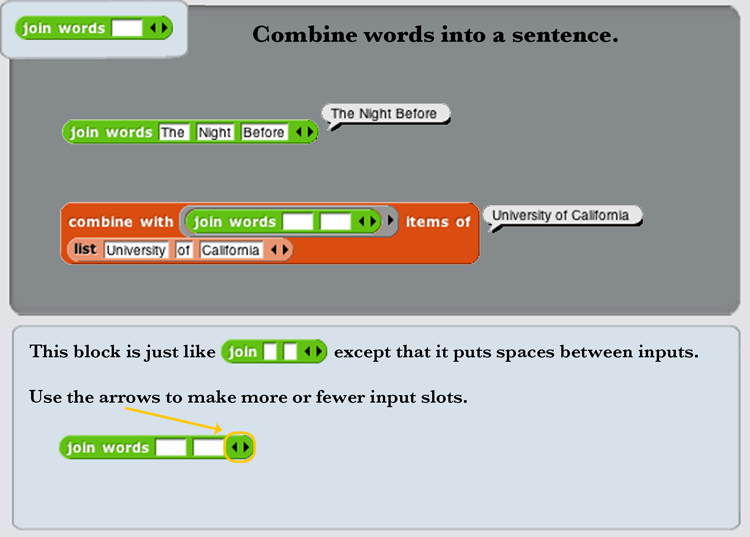 join words
Combine words into a sentence.
join words The Night Before
The Night Before
combine with join words items of
list University of California
University of California
This block is just like join except that it puts spaces between inputs.
Use the arrows to make more or fewer input slots.
join words